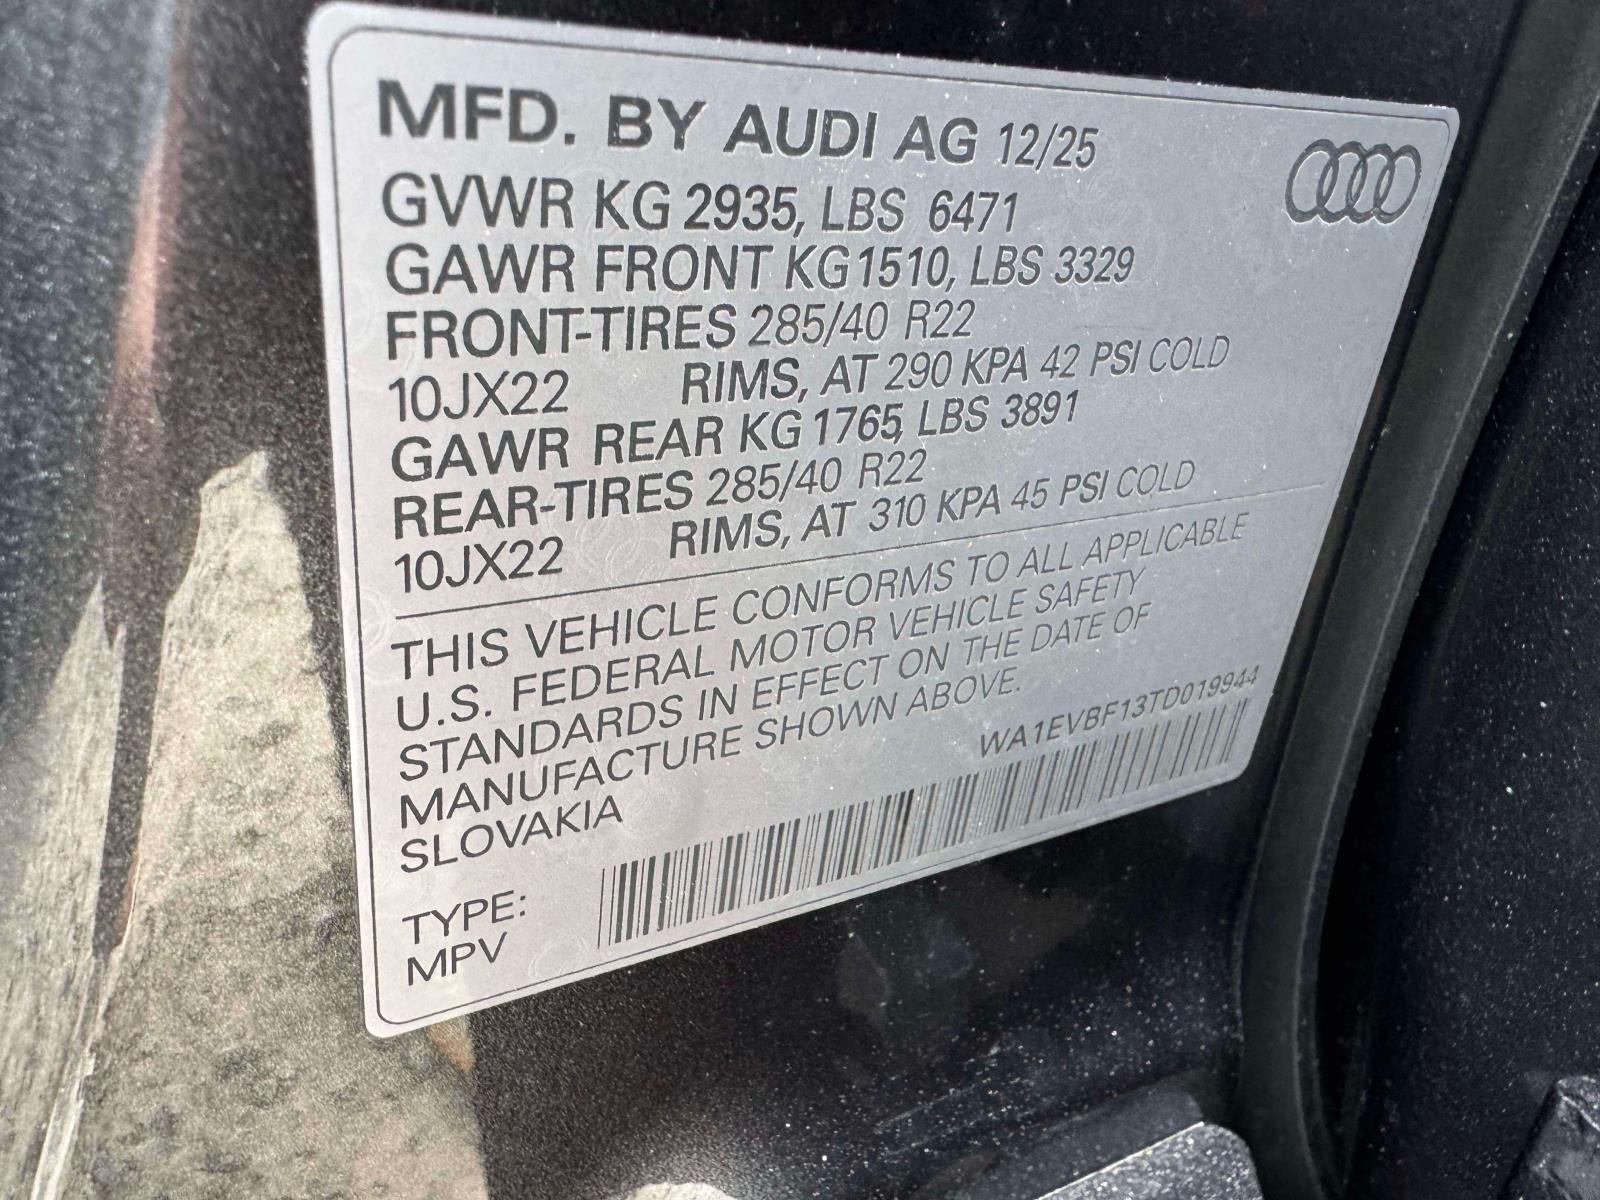 MFD. BY AUDI AG 12/25
GVWR KG 2935, LBS 6471
GAWR FRONT KG 1510, LBS 3329
FRONT-TIRES 285/40 R22
10JX22 RIMS, AT 290 KPA 42 PSI COLD
GAWR REAR KG 1765, LBS 3891
REAR-TIRES 285/40 R22
10JX22 RIMS, AT 310 KPA 45 PSI COLD
THIS VEHICLE CONFORMS TO ALL APPLICABLE
U.S. FEDERAL MOTOR VEHICLE SAFETY
STANDARDS IN EFFECT ON THE DATE OF
MANUFACTURE SHOWN ABOVE.
SLOVAKIA
WA1EVBF13TD019944
TYPE:
MPV